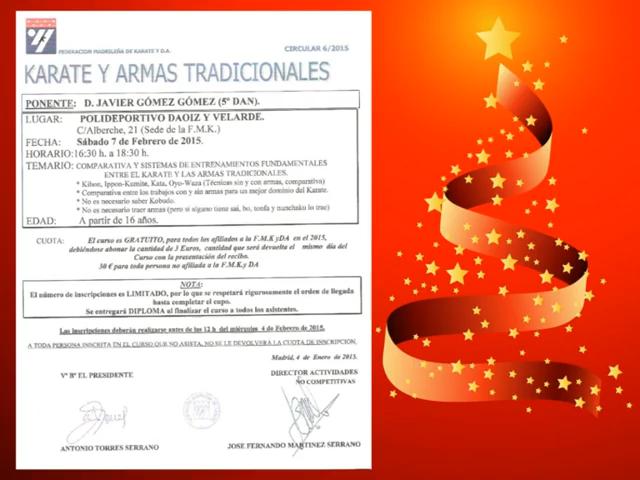 FEDERACION MADRILEÑA DE KARATE Y D.A.
CIRCULAR 6/2015
KARATE Y ARMAS TRADICIONALES
PONENTE: D. JAVIER GÓMEZ GÓMEZ (5º DAN).
LUGAR: POLIDEPORTIVO DAOIZ Y VELARDE.
C/Alberche, 21 (Sede de la F.M.K.)
FECHA: Sábado 7 de Febrero de 2015.
HORARIO: 16:30 h. a 18:30 h.
TEMARIO: COMPARATIVA Y SISTEMAS DE ENTRENAMIENTOS FUNDAMENTALES
ENTRE EL KARATE Y LAS ARMAS TRADICIONALES.
* Kihon, Ippon-Kumite, Kata, Oyo-Waza (Técnicas sin y con armas, comparativa)
* Comparativa entre los trabajos con y sin armas para un mejor dominio del Karate.
* No es necesario saber Kobudo.
* No es necesario traer armas (pero si alguno tiene sai, bo, tonfa y nunchaku lo trae)
EDAD: A partir de 16 años.
CUOTA: El curso es GRATUITO, para todos los afiliados a la F.M.K yDA en el 2015,
debiéndose abonar la cantidad de 3 Euros, cantidad que será devuelta el mismo día del
Curso con la presentación del recibo.
30 € para toda persona no afiliada a la F.M.K.y DA
NOTA:
El número de inscripciones es LIMITADO, por lo que se respetará rigurosamente el orden de llegada
hasta completar el cupo.
Se entregará DIPLOMA al finalizar el curso a todos los asistentes.
Las inscripciones deberán realizarse antes de las 12 h. del miércoles, 4 de Febrero de 2015.
A TODA PERSONA INSCRITA EN EL CURSO QUE NO ASISTA, NO SE LE DEVOLVERÁ LA CUOTA DE INSCRIPCIÓN.
Madrid, 4 de Enero de 2015.
Vº Bº EL PRESIDENTE
DIRECTOR ACTIVIDADES
NO COMPETITIVAS
ANTONIO TORRES SERRANO
JOSE FERNANDO MARTINEZ SERRANO